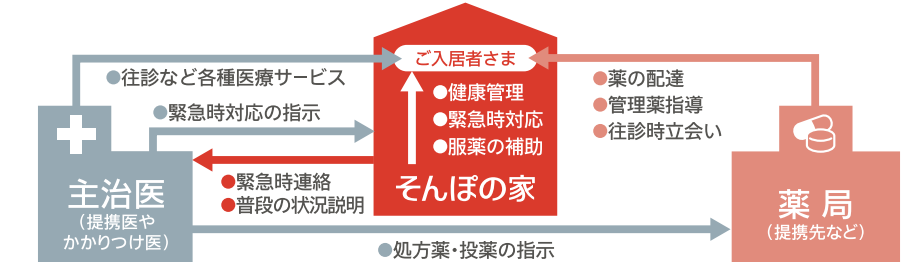 ご入居者さま
●往診など各種医療サービス
●緊急時対応の指示
●健康管理
●緊急時対応
●服薬の補助
そんぽの家
●薬の配達
●管理薬指導
●往診時立会い
主治医
（提携医や
かかりつけ医）
●緊急時連絡
●普段の状況説明
薬局
（提携先など）
●処方薬・投薬の指示